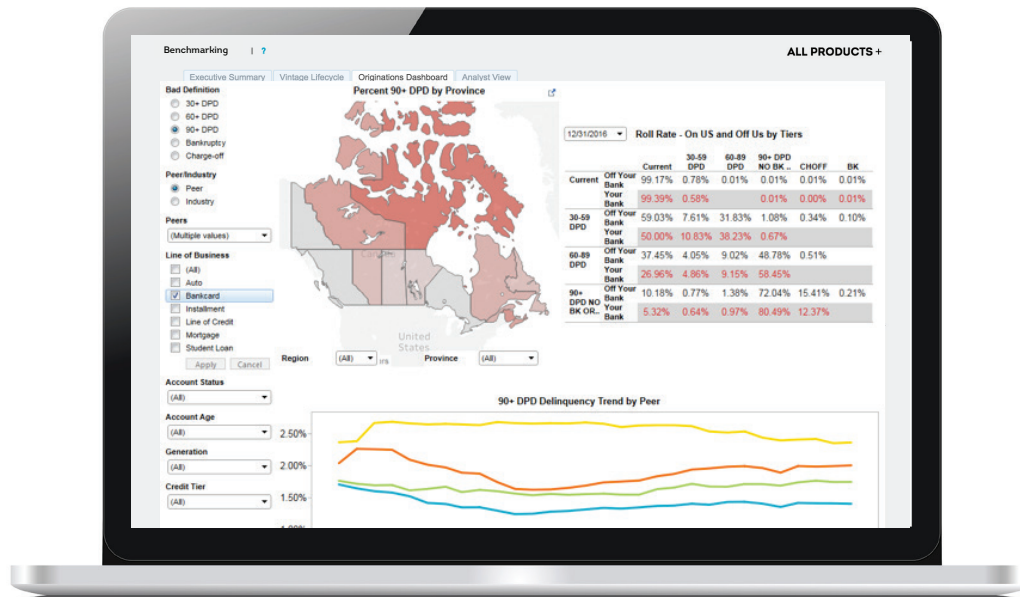 Benchmarking | ?
ALL PRODUCTS +
Executive Summary Vintage Lifecycle Originations Dashboard Analyst View
Bad Definition
30+ DPD
60+ DPD
90+ DPD
Bankruptcy
Charge-off
Peer/Industry
Peer
Industry
Peers
(Multiple values)
Line of Business
(All)
Auto
Bankcard
Installment
Line of Credit
Mortgage
Student Loan
Apply Cancel
Account Status
(All)
Account Age
(All)
Generation
(All)
Credit Tier
(All)
Percent 90+ DPD by Province
Canada
United
States
Region (All) Province (All)
12/31/2016 Roll Rate - On US and Off Us by Tiers
Current 30-59 DPD 60-89 DPD 90+ DPD NO BK .. CHOFF BK
Current Off Your Bank 99.17% 0.78% 0.01% 0.01% 0.01% 0.01%
Your Bank 99.39% 0.58% 0.01% 0.00% 0.01%
30-59 DPD Off Your Bank 59.03% 7.61% 31.83% 1.08% 0.34% 0.10%
Your Bank 50.00% 10.83% 38.23% 0.67%
60-89 DPD Off Your Bank 37.45% 4.05% 9.02% 48.78% 0.51%
Your Bank 26.96% 4.86% 9.15% 58.45%
90+ DPD NO BK OR.. Off Your Bank 10.18% 0.77% 1.38% 72.04% 15.41% 0.21%
Your Bank 5.32% 0.64% 0.97% 80.49% 12.37%
90+ DPD Delinquency Trend by Peer
2.50%
2.00%
1.50%